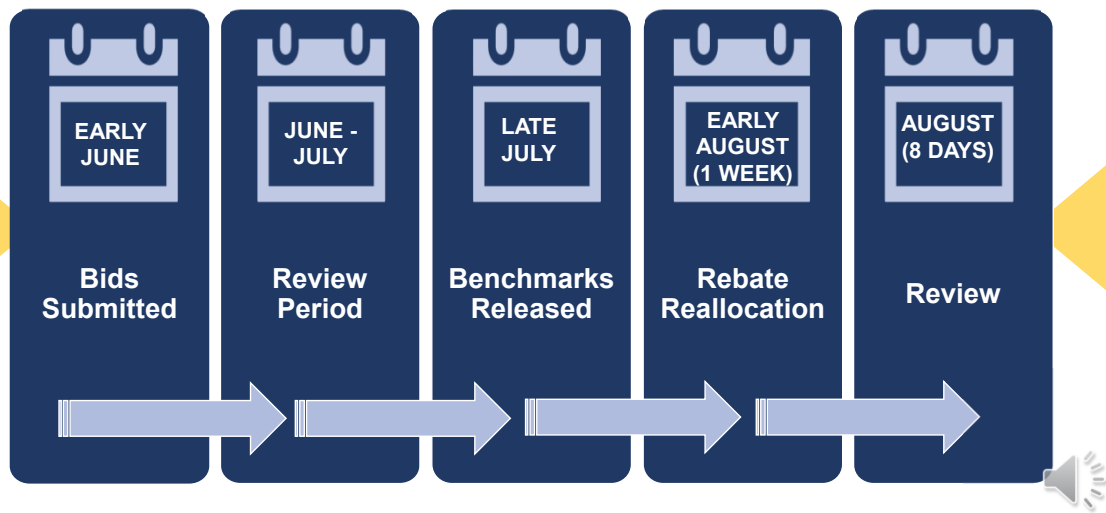 EARLY
JUNE
Bids
Submitted
JUNE -
JULY
Review
Period
LATE
JULY
Benchmarks
Released
EARLY
AUGUST
(1 WEEK)
Rebate
Reallocation
AUGUST
(8 DAYS)
Review